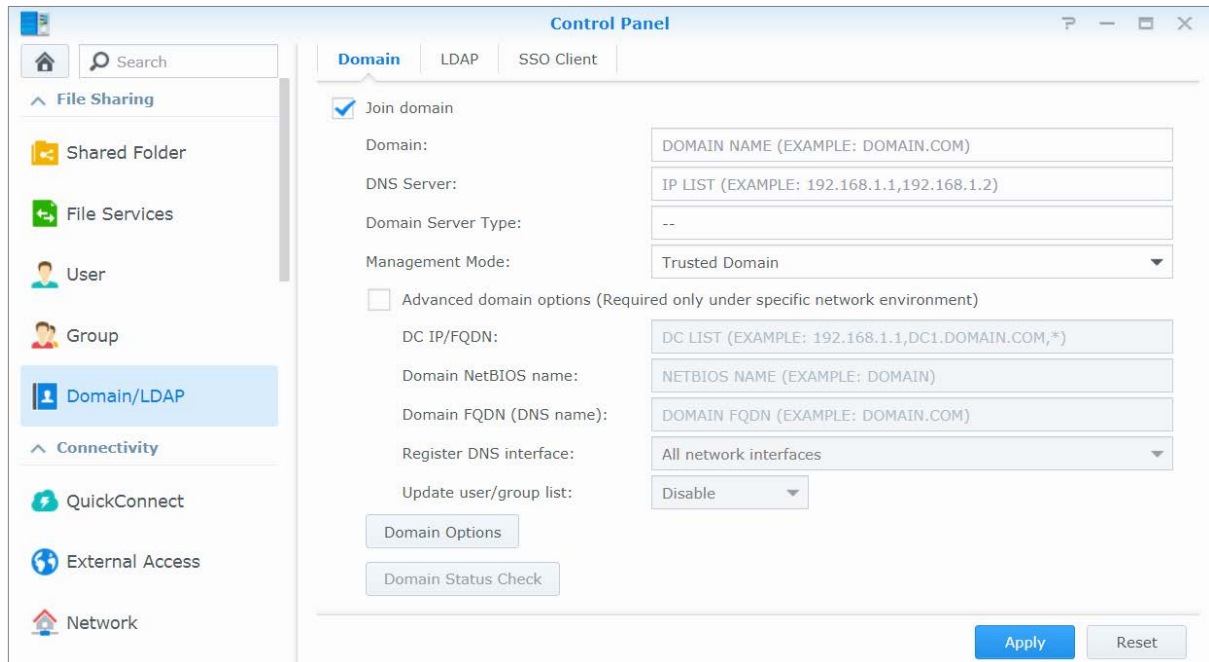 Control Panel
Search
File Sharing
Shared Folder
File Services
User
Group
Domain/LDAP
Connectivity
QuickConnect
External Access
Network
Domain LDAP SSO Client
Join domain
Domain: DOMAIN NAME (EXAMPLE: DOMAIN.COM)
DNS Server: IP LIST (EXAMPLE: 192.168.1.1,192.168.1.2)
Domain Server Type: --
Management Mode: Trusted Domain
Advanced domain options (Required only under specific network environment)
DC IP/FQDN: DC LIST (EXAMPLE: 192.168.1.1,DC1.DOMAIN.COM,*)
Domain NetBIOS name: NETBIOS NAME (EXAMPLE: DOMAIN)
Domain FQDN (DNS name): DOMAIN FQDN (EXAMPLE: DOMAIN.COM)
Register DNS interface: All network interfaces
Update user/group list: Disable
Domain Options
Domain Status Check
Apply Reset